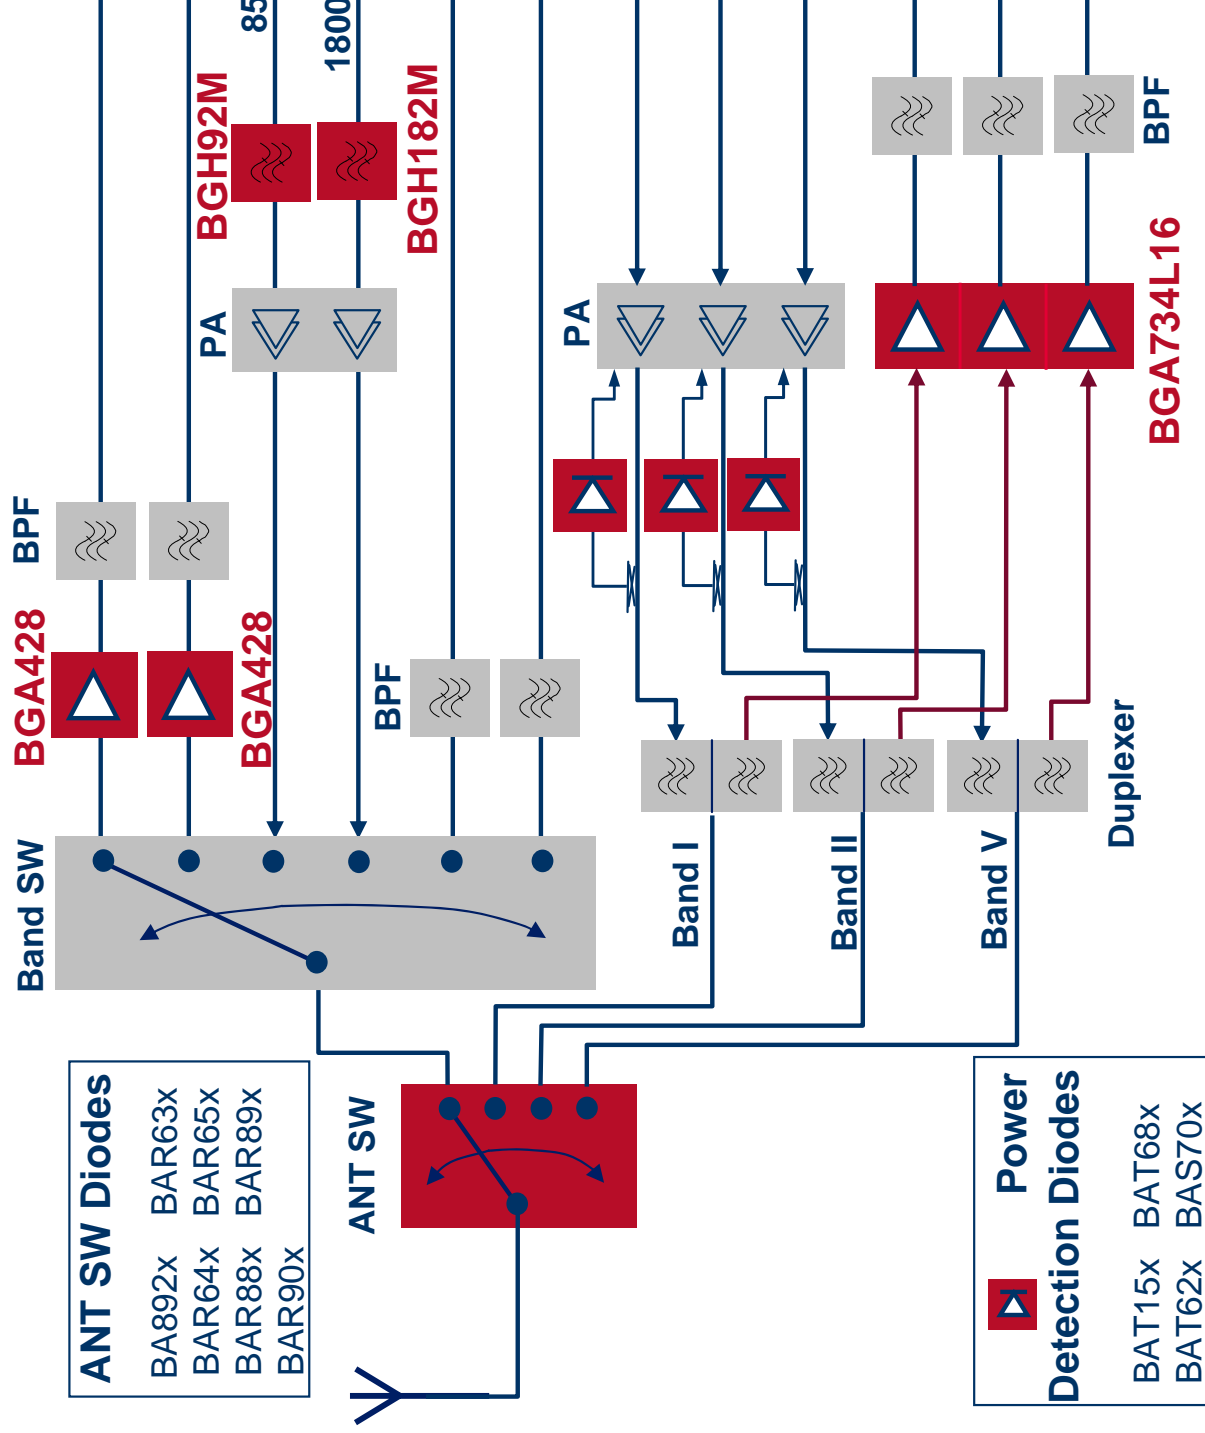 85
1800
BGH92M
BGH182M
BPF
PA
PA
BGA734L16
BPF
BGA428
BGA428
BPF
Duplexer
Band SW
Band I
Band II
Band V
ANT SW
ANT SW Diodes
BA892x BAR63x
BAR64x BAR65x
BAR88x BAR89x
BAR90x
Power
Detection Diodes
BAT15x BAT68x
BAT62x BAS70x